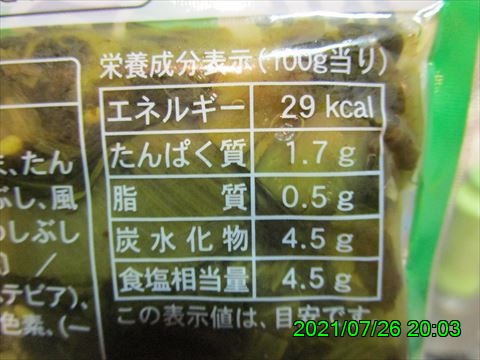 栄養成分表示(100g当り)
エネルギー 29 kcal
たんぱく質 1.7 g
脂質 0.5 g
炭水化物 4.5 g
食塩相当量 4.5 g
この表示値は、目安です
、たん
ぶし、風
つしぶし
/
テビア)、
色素、(一
2021/07/26 20:03